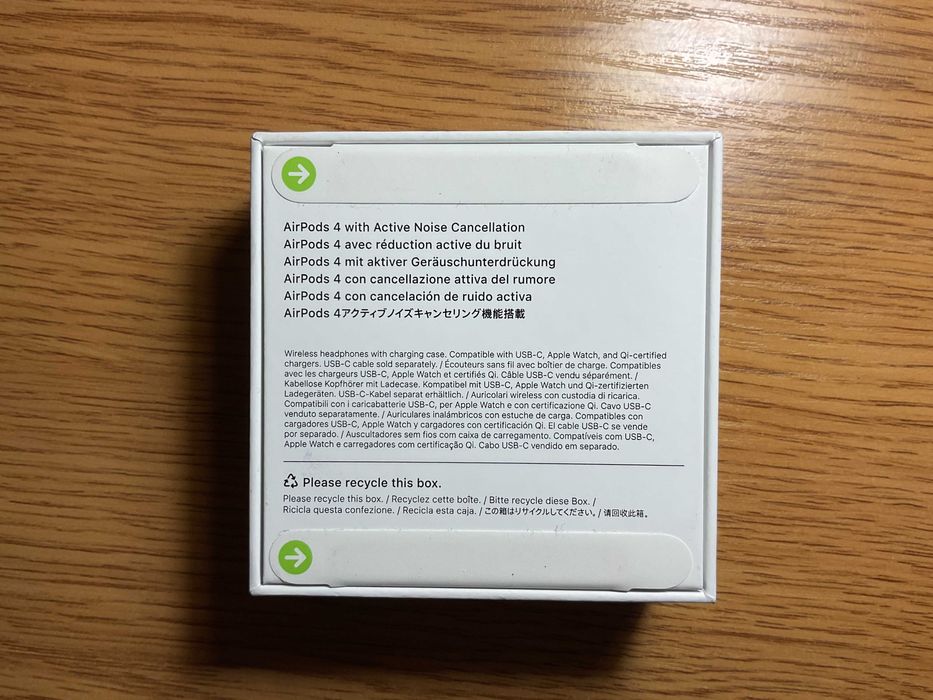 AirPods 4 with Active Noise Cancellation
AirPods 4 avec réduction active du bruit
AirPods 4 mit aktiver Geräuschunterdrückung
AirPods 4 con cancellazione attiva del rumore
AirPods 4 con cancelación de ruido activa
AirPods 4アクティブノイズキャンセリング機能搭載
Wireless headphones with charging case. Compatible with USB-C, Apple Watch, and Qi-certified
chargers. USB-C cable sold separately. / Écouteurs sans fil avec boîtier de charge. Compatibles
avec les chargeurs USB-C, Apple Watch et certifiés Qi. Câble USB-C vendu séparément. /
Kabellose Kopfhörer mit Ladecase. Kompatibel mit USB-C, Apple Watch und Qi-zertifizierten
Ladegeräten. USB-C-Kabel separat erhältlich. / Auricolari wireless con custodia di ricarica.
Compatibili con i caricabatterie USB-C, per Apple Watch e con certificazione Qi. Cavo USB-C
venduto separatamente. / Auriculares inalámbricos con estuche de carga. Compatibles con
cargadores USB-C, Apple Watch y cargadores con certificación Qi. El cable USB-C se vende
por separado. / Auscultadores sem fios com caixa de carregamento. Compatíveis com USB-C,
Apple Watch e carregadores com certificação Qi. Cabo USB-C vendido em separado.
Please recycle this box.
Please recycle this box. / Recyclez cette boîte. / Bitte recycle diese Box. /
Ricicla questa confezione. / Recicla esta caja. / この箱はリサイクルしてください。/ 请回收此箱。